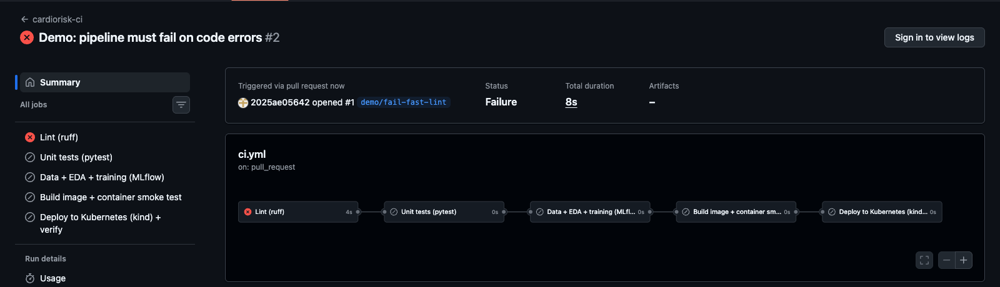 ← cardiorisk-ci
Demo: pipeline must fail on code errors #2
Sign in to view logs
Summary
All jobs
Lint (ruff)
Unit tests (pytest)
Data + EDA + training (MLflow)
Build image + container smoke test
Deploy to Kubernetes (kind) +
verify
Run details
Usage
Triggered via pull request now
2025ae05642 opened #1 demo/fail-fast-lint
Status
Failure
Total duration
8s
Artifacts
–
ci.yml
on: pull_request
Lint (ruff) 4s
Unit tests (pytest) 0s
Data + EDA + training (MLfl... 0s
Build image + container sm... 0s
Deploy to Kubernetes (kind... 0s